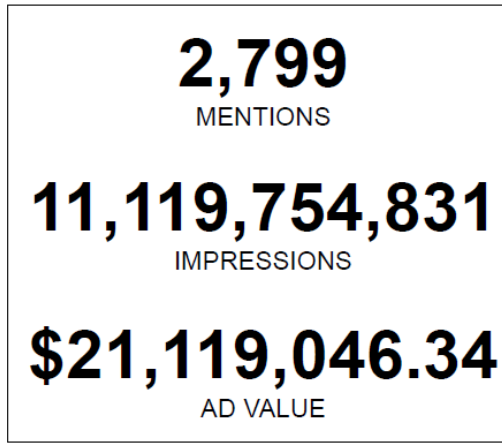 2,799
MENTIONS
11,119,754,831
IMPRESSIONS
$21,119,046.34
AD VALUE